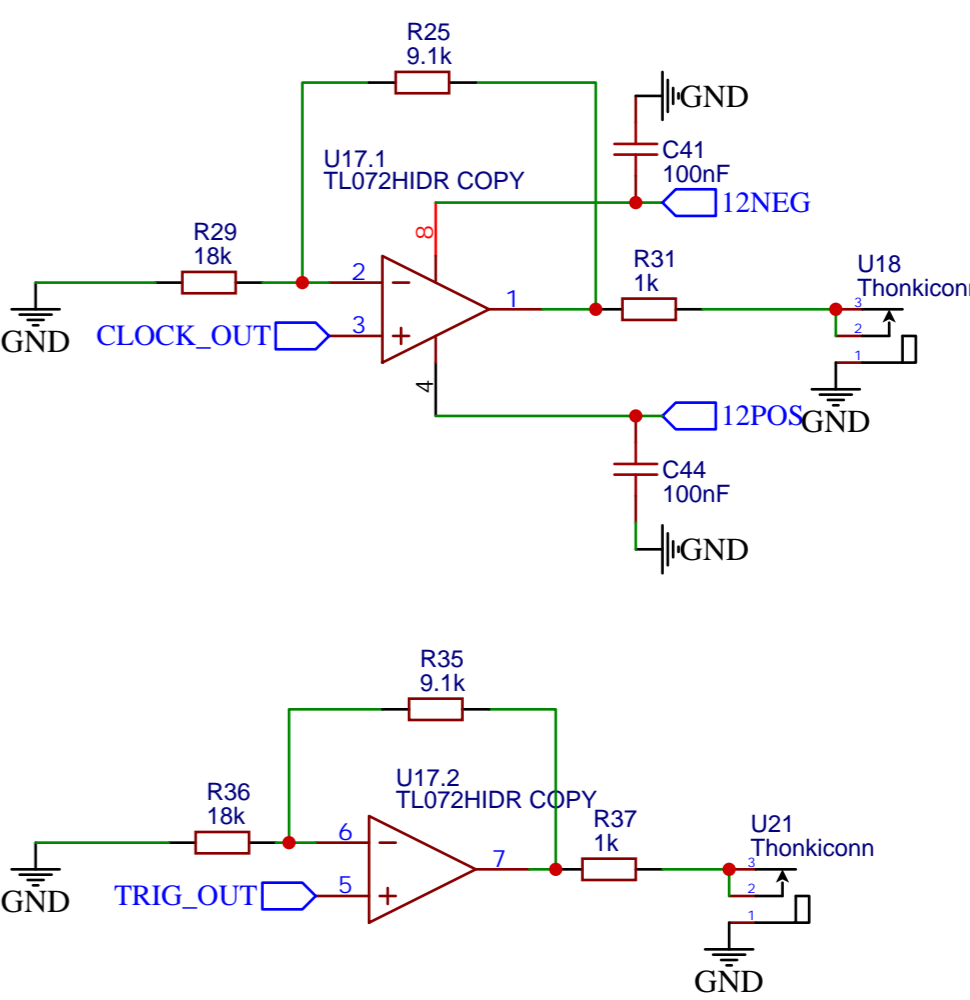 R25
9.1k
GND
C41
100nF
U17.1
TL072HIDR COPY
12NEG
8
R29
18k
R31
1k
U18
Thonkicon
2
1
3
GND
CLOCK_OUT
3
2
1
4
12POS
GND
C44
100nF
GND
R35
9.1k
U17.2
TL072HIDR COPY
R36
18k
R37
1k
U21
Thonkiconn
6
7
3
GND
TRIG_OUT
5
2
1
GND